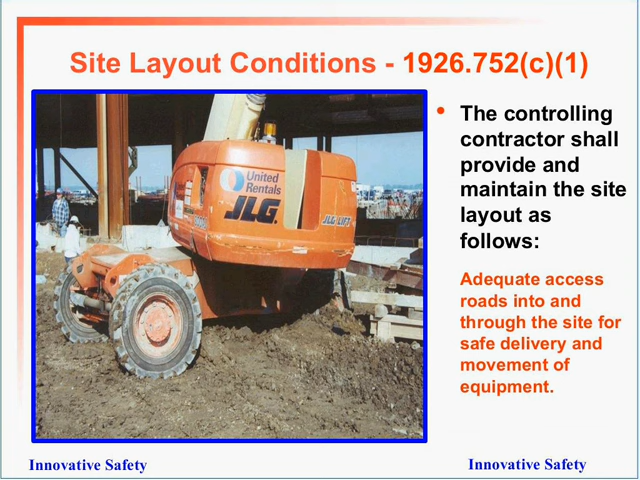 Site Layout Conditions - 1926.752(c)(1)
United
Rentals
JLG.
JLG LIFT
• The controlling
contractor shall
provide and
maintain the site
layout as
follows:
Adequate access
roads into and
through the site for
safe delivery and
movement of
equipment.
Innovative Safety
Innovative Safety